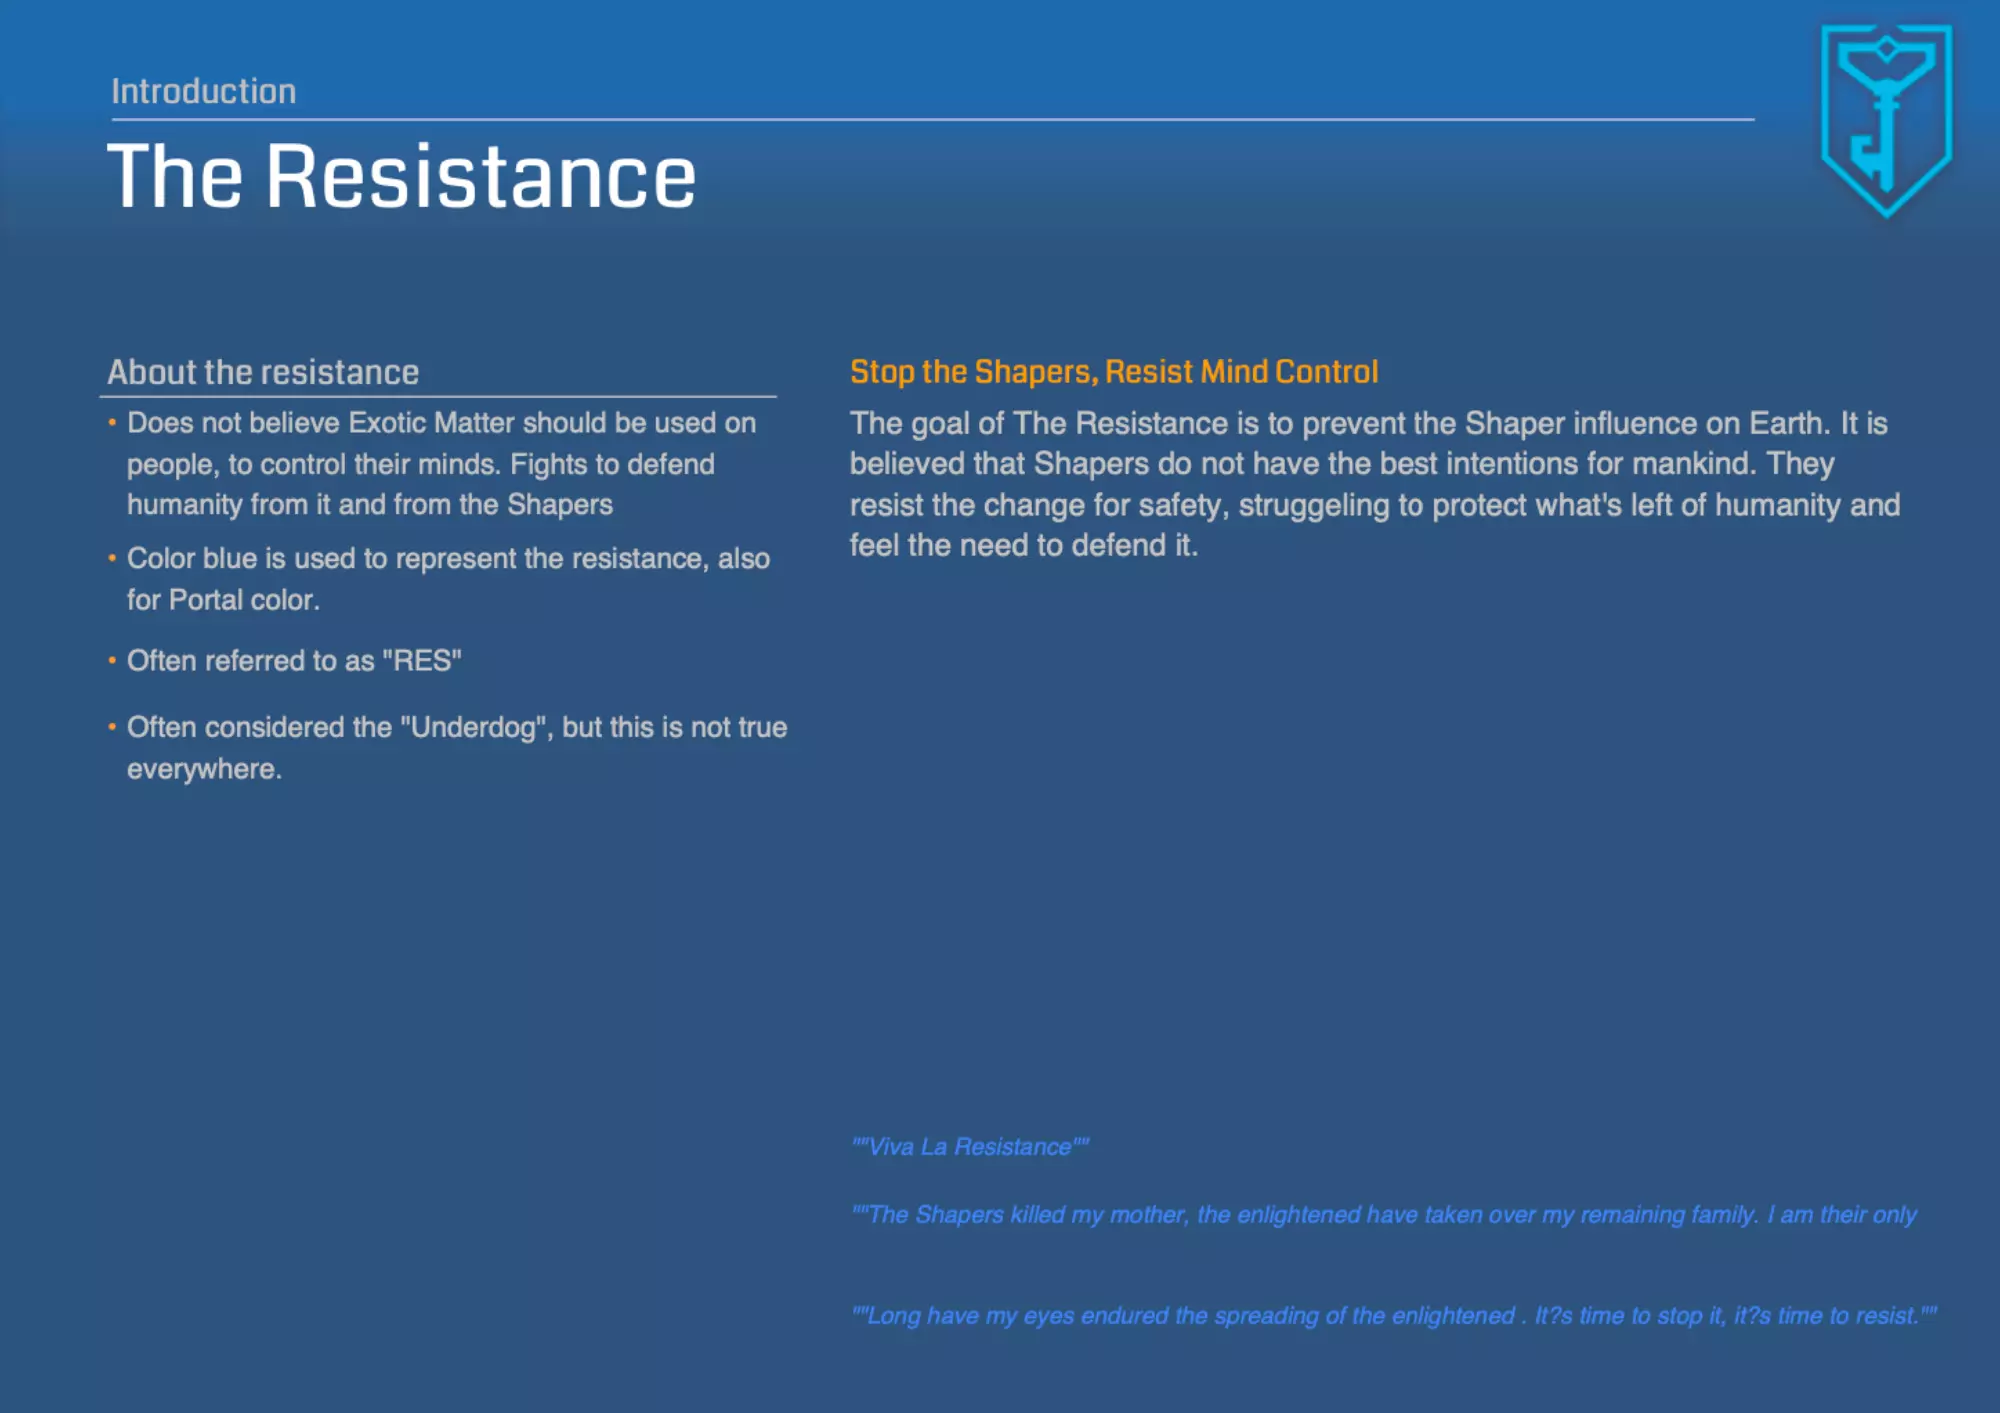 Introduction
The Resistance
About the resistance
• Does not believe Exotic Matter should be used on
people, to control their minds. Fights to defend
humanity from it and from the Shapers
• Color blue is used to represent the resistance, also
for Portal color.
• Often referred to as "RES"
• Often considered the "Underdog", but this is not true
everywhere.
Stop the Shapers, Resist Mind Control
The goal of The Resistance is to prevent the Shaper influence on Earth. It is
believed that Shapers do not have the best intentions for mankind. They
resist the change for safety, struggeling to protect what's left of humanity and
feel the need to defend it.
""Viva La Resistance""
""The Shapers killed my mother, the enlightened have taken over my remaining family. I am their only
""Long have my eyes endured the spreading of the enlightened . It?s time to stop it, it?s time to resist.""